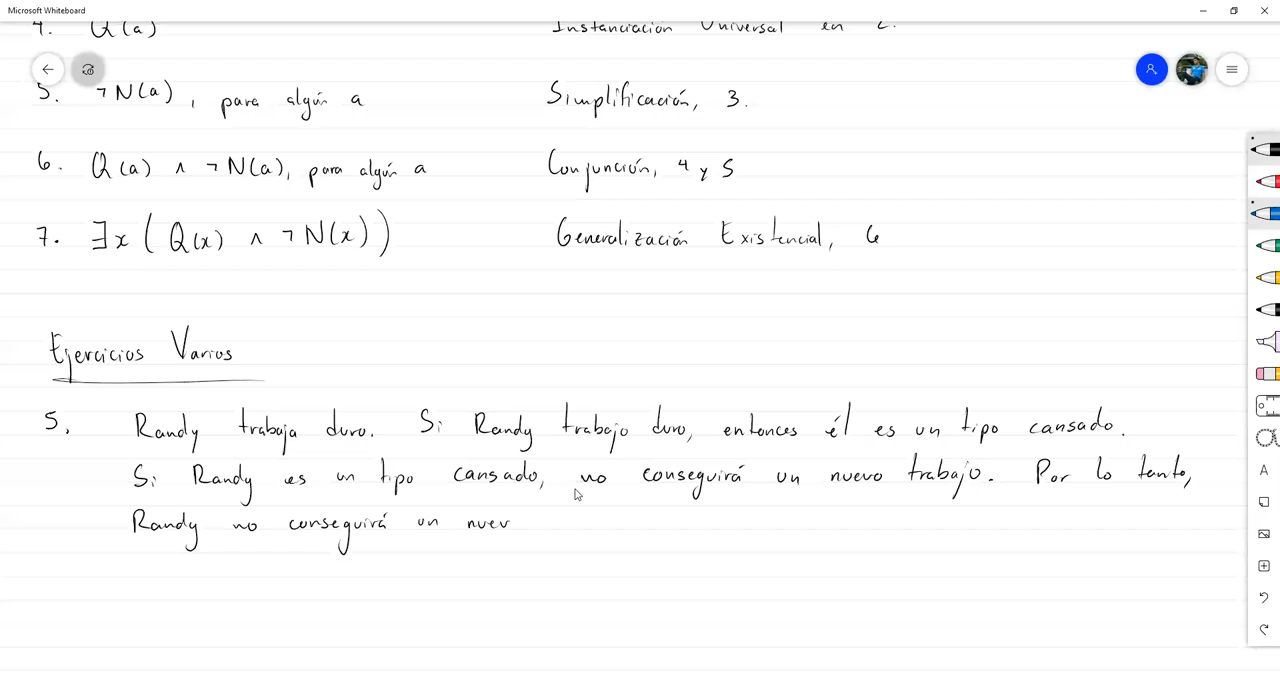 Microsoft Whiteboard
4. Q(a) Instanciación Universal en 2.
5. ¬N(a), para algún a Simplificación, 3.
6. Q(a) ∧ ¬N(a), para algún a Conjunción, 4 y 5
7. ∃x(Q(x) ∧ ¬N(x)) Generalización Existencial, 6
Ejercicios Varios
5. Randy trabaja duro. Si Randy trabajo duro, entonces él es un tipo cansado.
Si Randy es un tipo cansado, no conseguirá un nuevo trabajo. Por lo tanto,
Randy no conseguirá un nuev